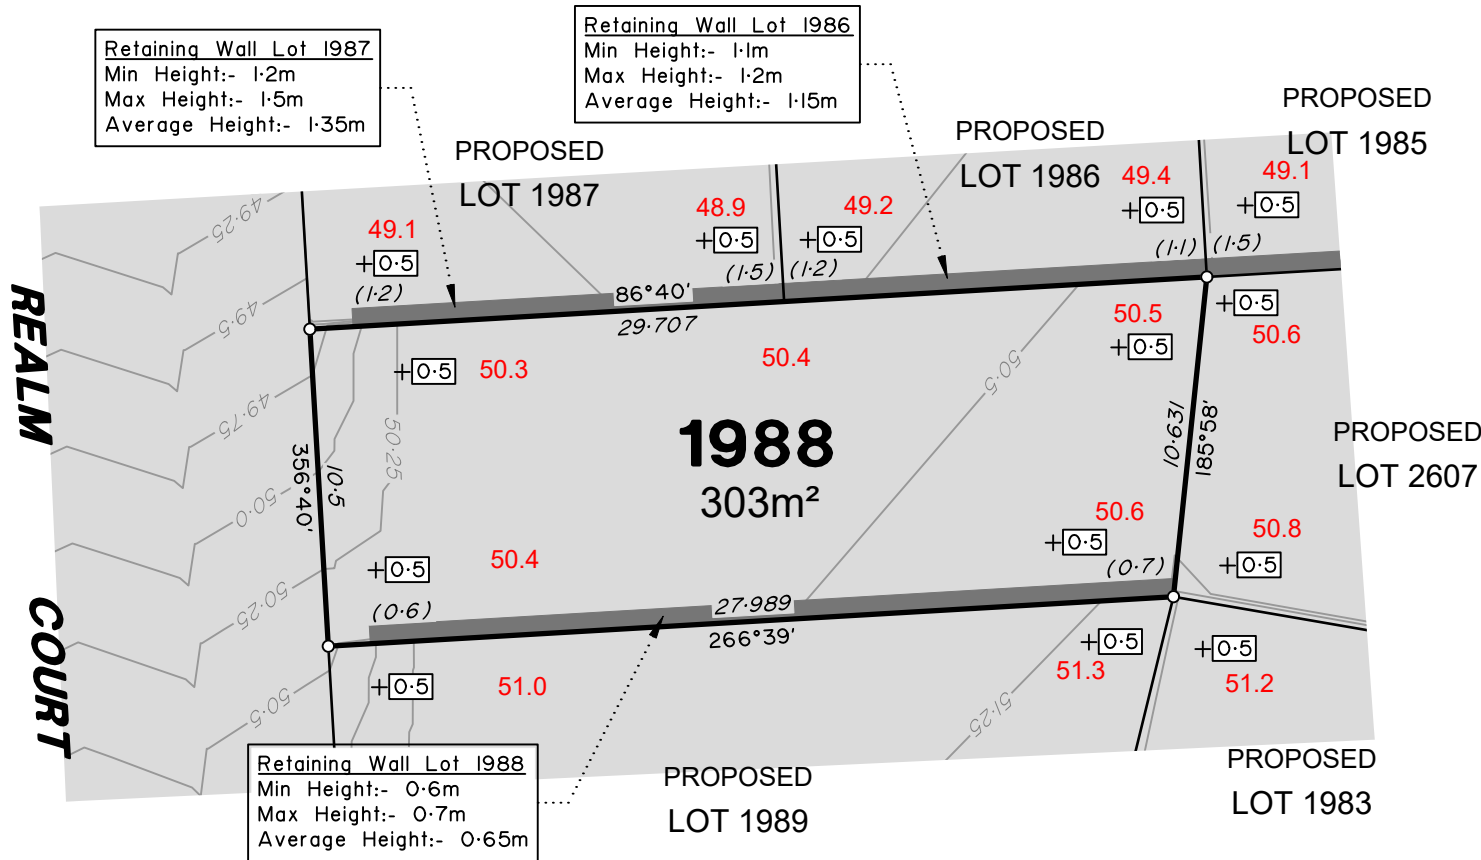 Retaining Wall Lot 1987
Min Height:- 1·2m
Max Height:- 1·5m
Average Height:- 1·35m
Retaining Wall Lot 1986
Min Height:- 1·1m
Max Height:- 1·2m
Average Height:- 1·15m
PROPOSED
LOT 1987
PROPOSED
LOT 1986
PROPOSED
LOT 1985
49·25
49.1
+0·5
(1·2)
48.9
+0·5
(1·5)
49.2
+0·5
(1·2)
49.4
+0·5
(1·1)
49.1
+0·5
(1·5)
REALM
COURT
49·5
49·75
50·0
50·25
50·5
86°40'
29·707
+0·5
50.3
50.4
50.5
+0·5
+0·5
50.6
50·25
50·5
1988
303m²
356°40'
10·5
10·631
185°58'
PROPOSED
LOT 2607
+0·5
50.4
(0·6)
50.6
+0·5
(0·7)
50.8
+0·5
27·989
266°39'
+0·5
51.0
+0·5
51.3
+0·5
51.2
51·25
Retaining Wall Lot 1988
Min Height:- 0·6m
Max Height:- 0·7m
Average Height:- 0·65m
PROPOSED
LOT 1989
PROPOSED
LOT 1983